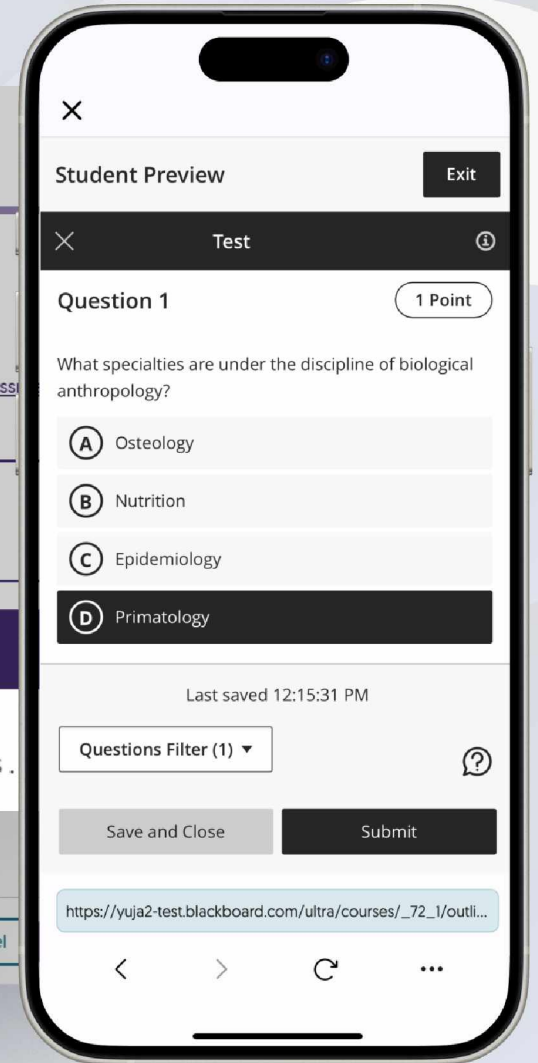 Student Preview
Exit
Test
Question 1
1 Point
What specialties are under the discipline of biological
anthropology?
A Osteology
B Nutrition
C Epidemiology
D Primatology
Last saved 12:15:31 PM
Questions Filter (1)
Save and Close
Submit
https://yuja2-test.blackboard.com/ultra/courses/_72_1/outli...